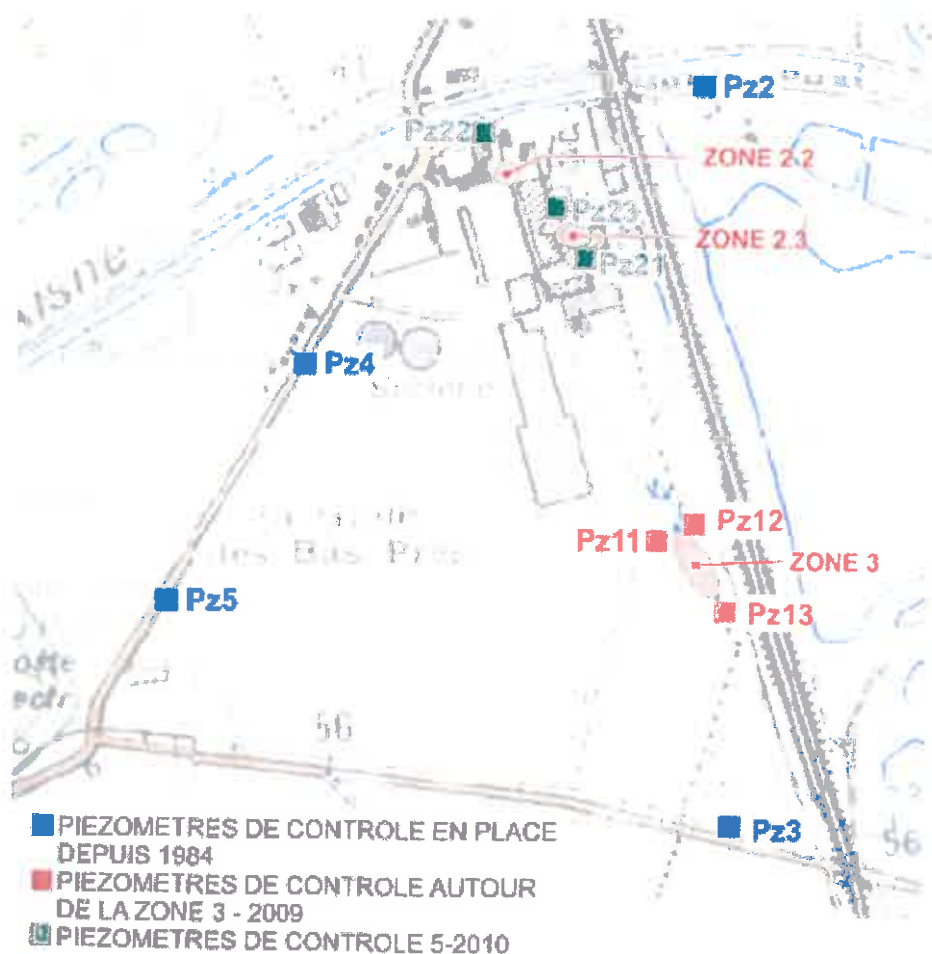 Pz2
Pz22
ZONE 2.2
Pz23
ZONE 2.3
Pz21
Pz4
les Bas
Pz12
Pz11
ZONE 3
Pz5
Pz13
56
Pz3
56
PIEZOMETRES DE CONTROLE EN PLACE
DEPUIS 1984
PIEZOMETRES DE CONTROLE AUTOUR
DE LA ZONE 3 - 2009
PIEZOMETRES DE CONTROLE 5-2010